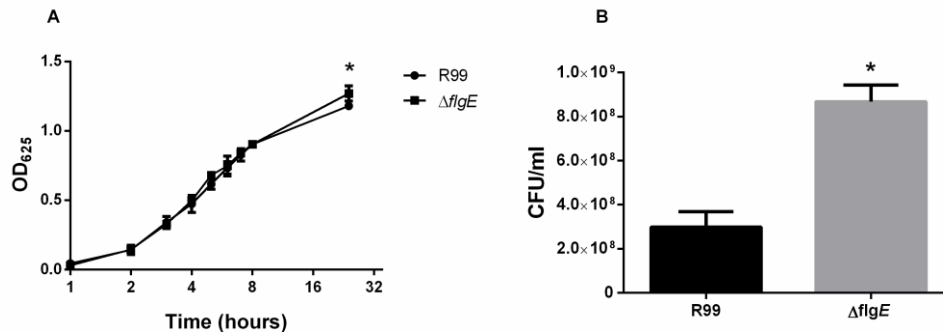 A
OD625
1.5
1.0
0.5
0.0
1 2 4 8 16 32
Time (hours)
*
R99
ΔflgE
B
CFU/ml
1.0×10⁹
8.0×10⁸
6.0×10⁸
4.0×10⁸
2.0×10⁸
0
*
R99 ΔflgE